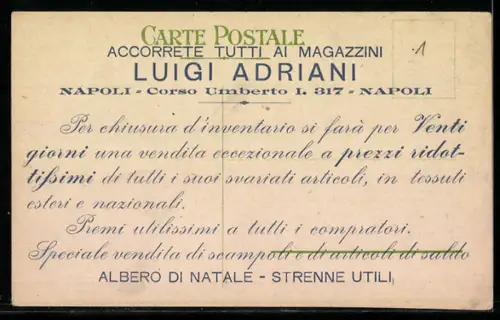 CARTE POSTALE
ACCORRETE TUTTI AI MAGAZZINI
LUIGI ADRIANI
NAPOLI - Corso Umberto I. 317 - NAPOLI
Per chiusura d'inventario si farà per Venti
giorni una vendita eccezionale a prezzi ridot-
tissimi di tutti i suoi svariati articoli, in tessuti
esteri e nazionali.
Premi utilissimi a tutti i compratori.
Speciale vendita di scampoli e di articoli di saldo
ALBERO DI NATALE - STRENNE UTILI
1